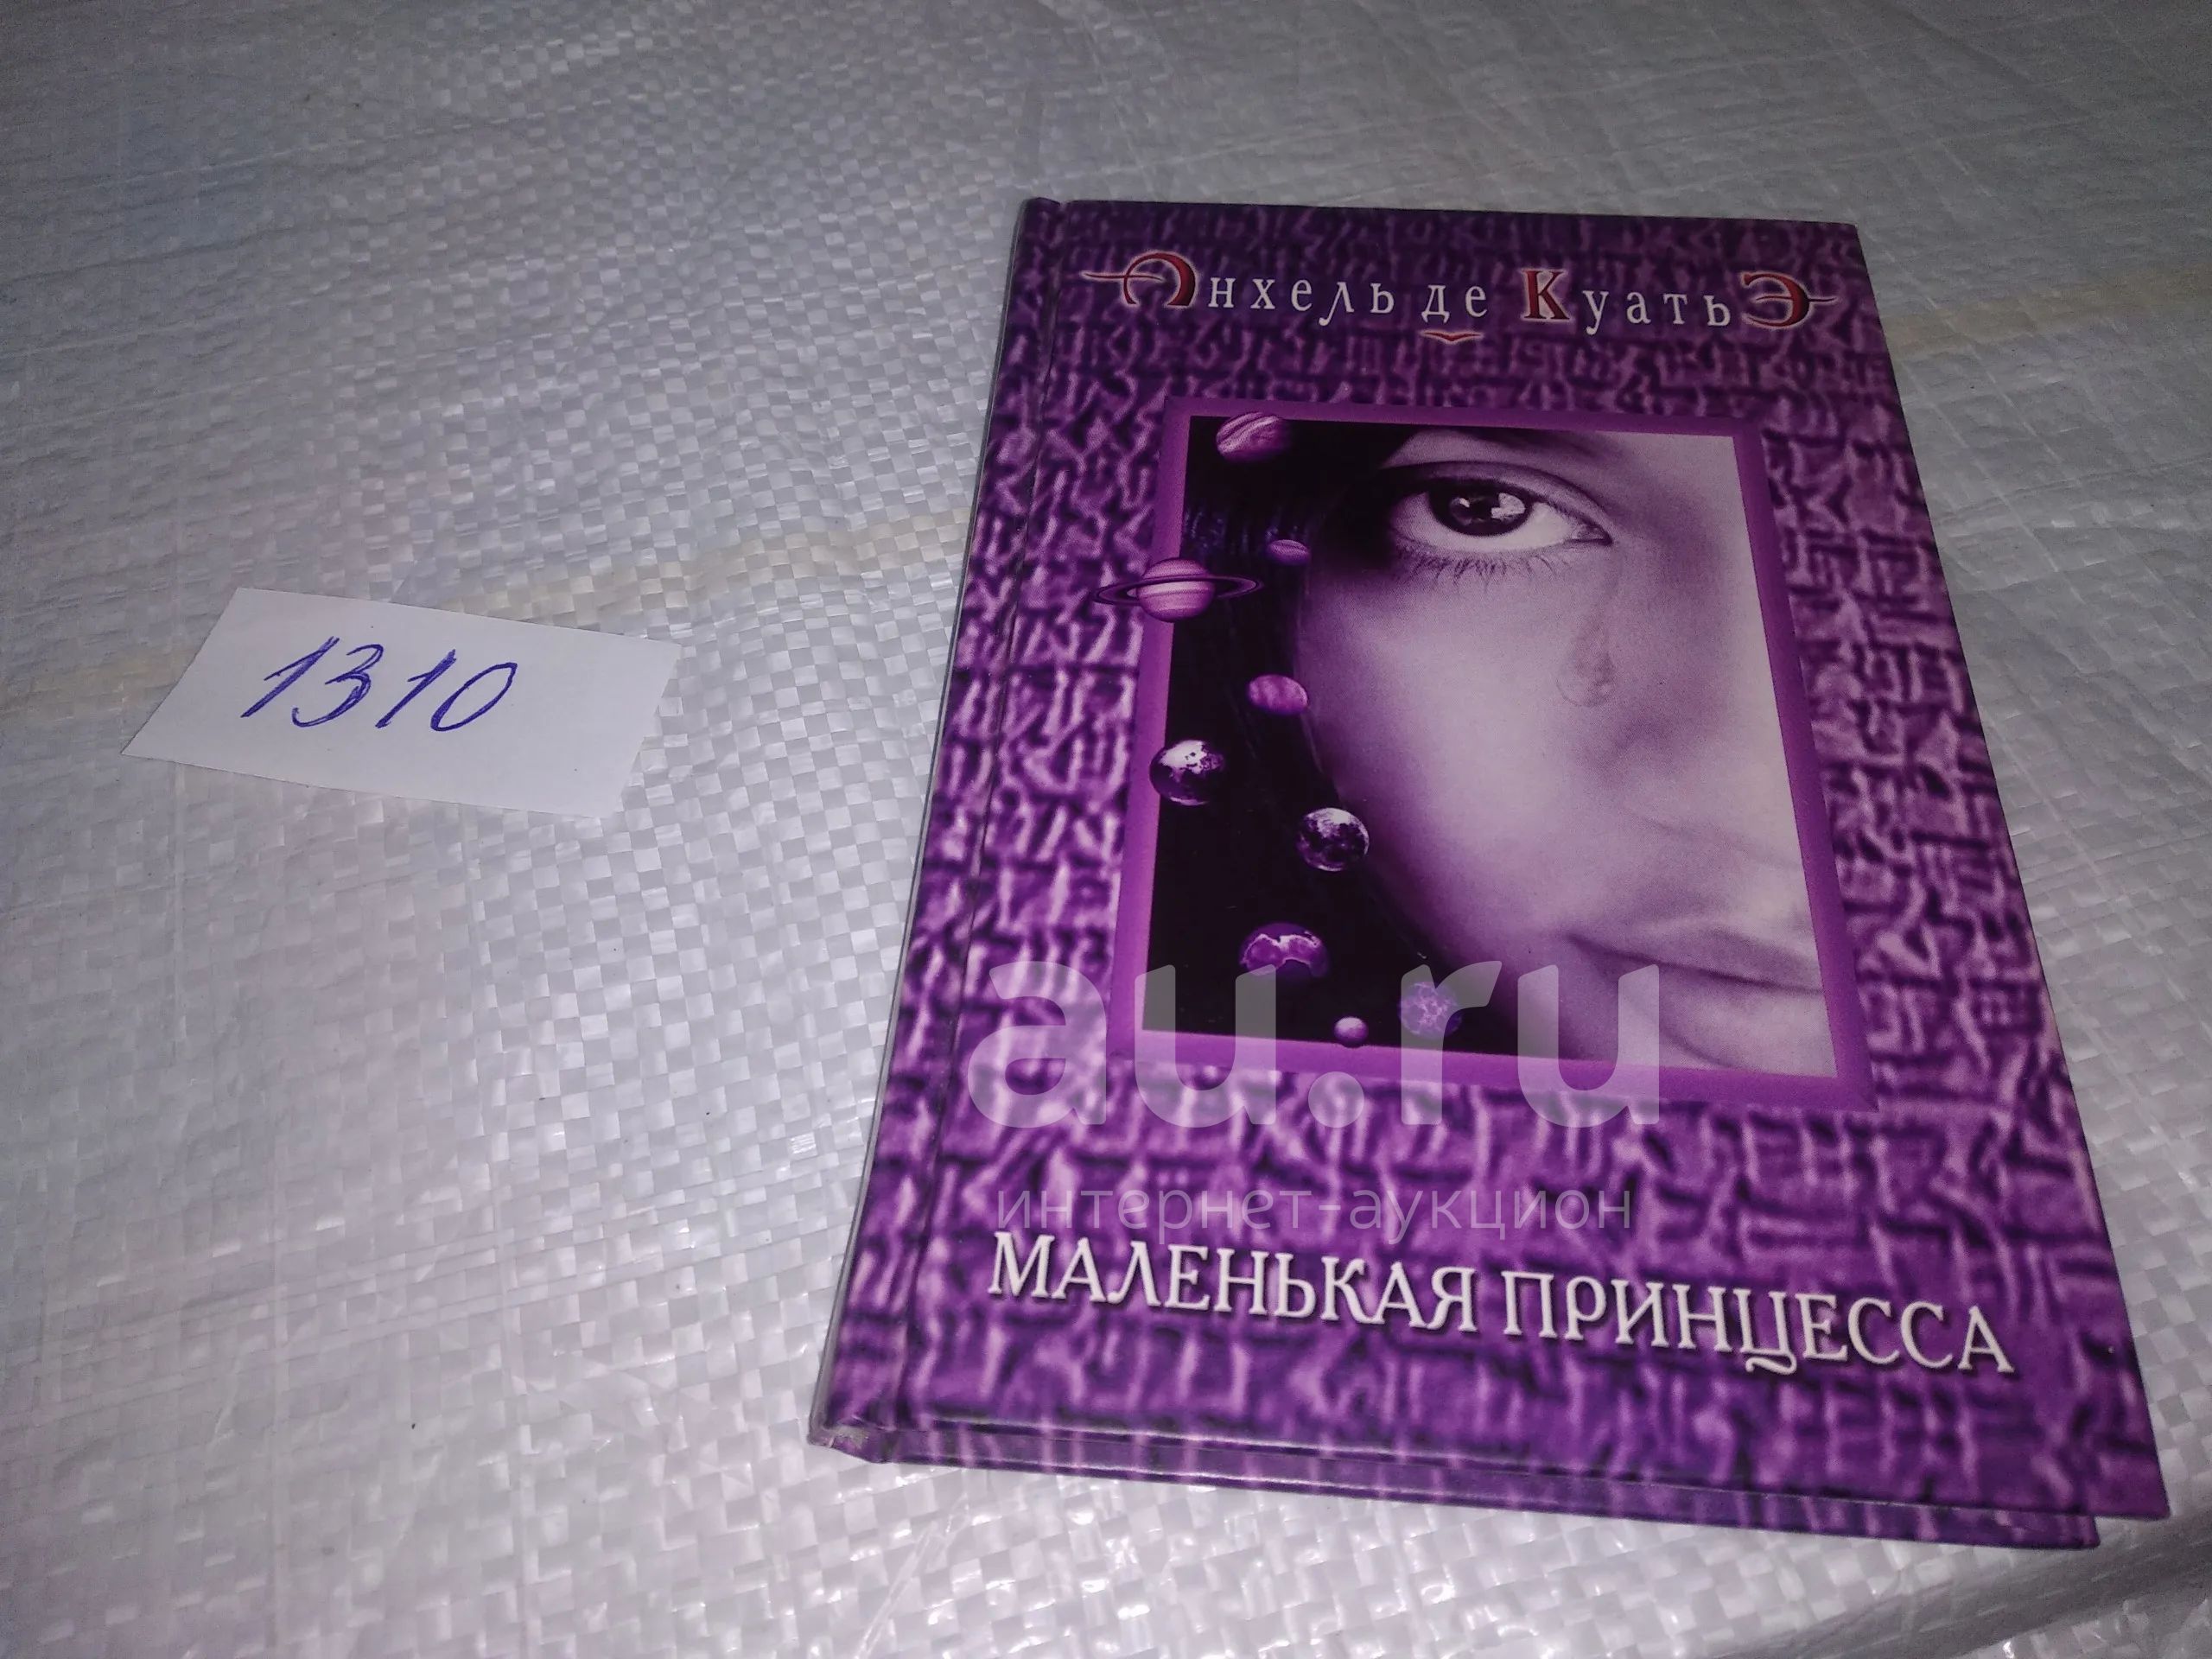 Анхель де Куатьэ
1310
au.ru
интернет-аукцион
МАЛЕНЬКАЯ ПРИНЦЕССА